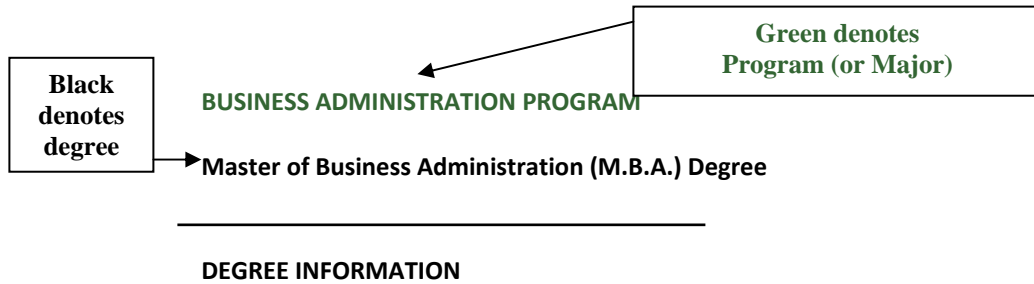 Green denotes
Program (or Major)
Black
denotes
degree
BUSINESS ADMINISTRATION PROGRAM
Master of Business Administration (M.B.A.) Degree
DEGREE INFORMATION